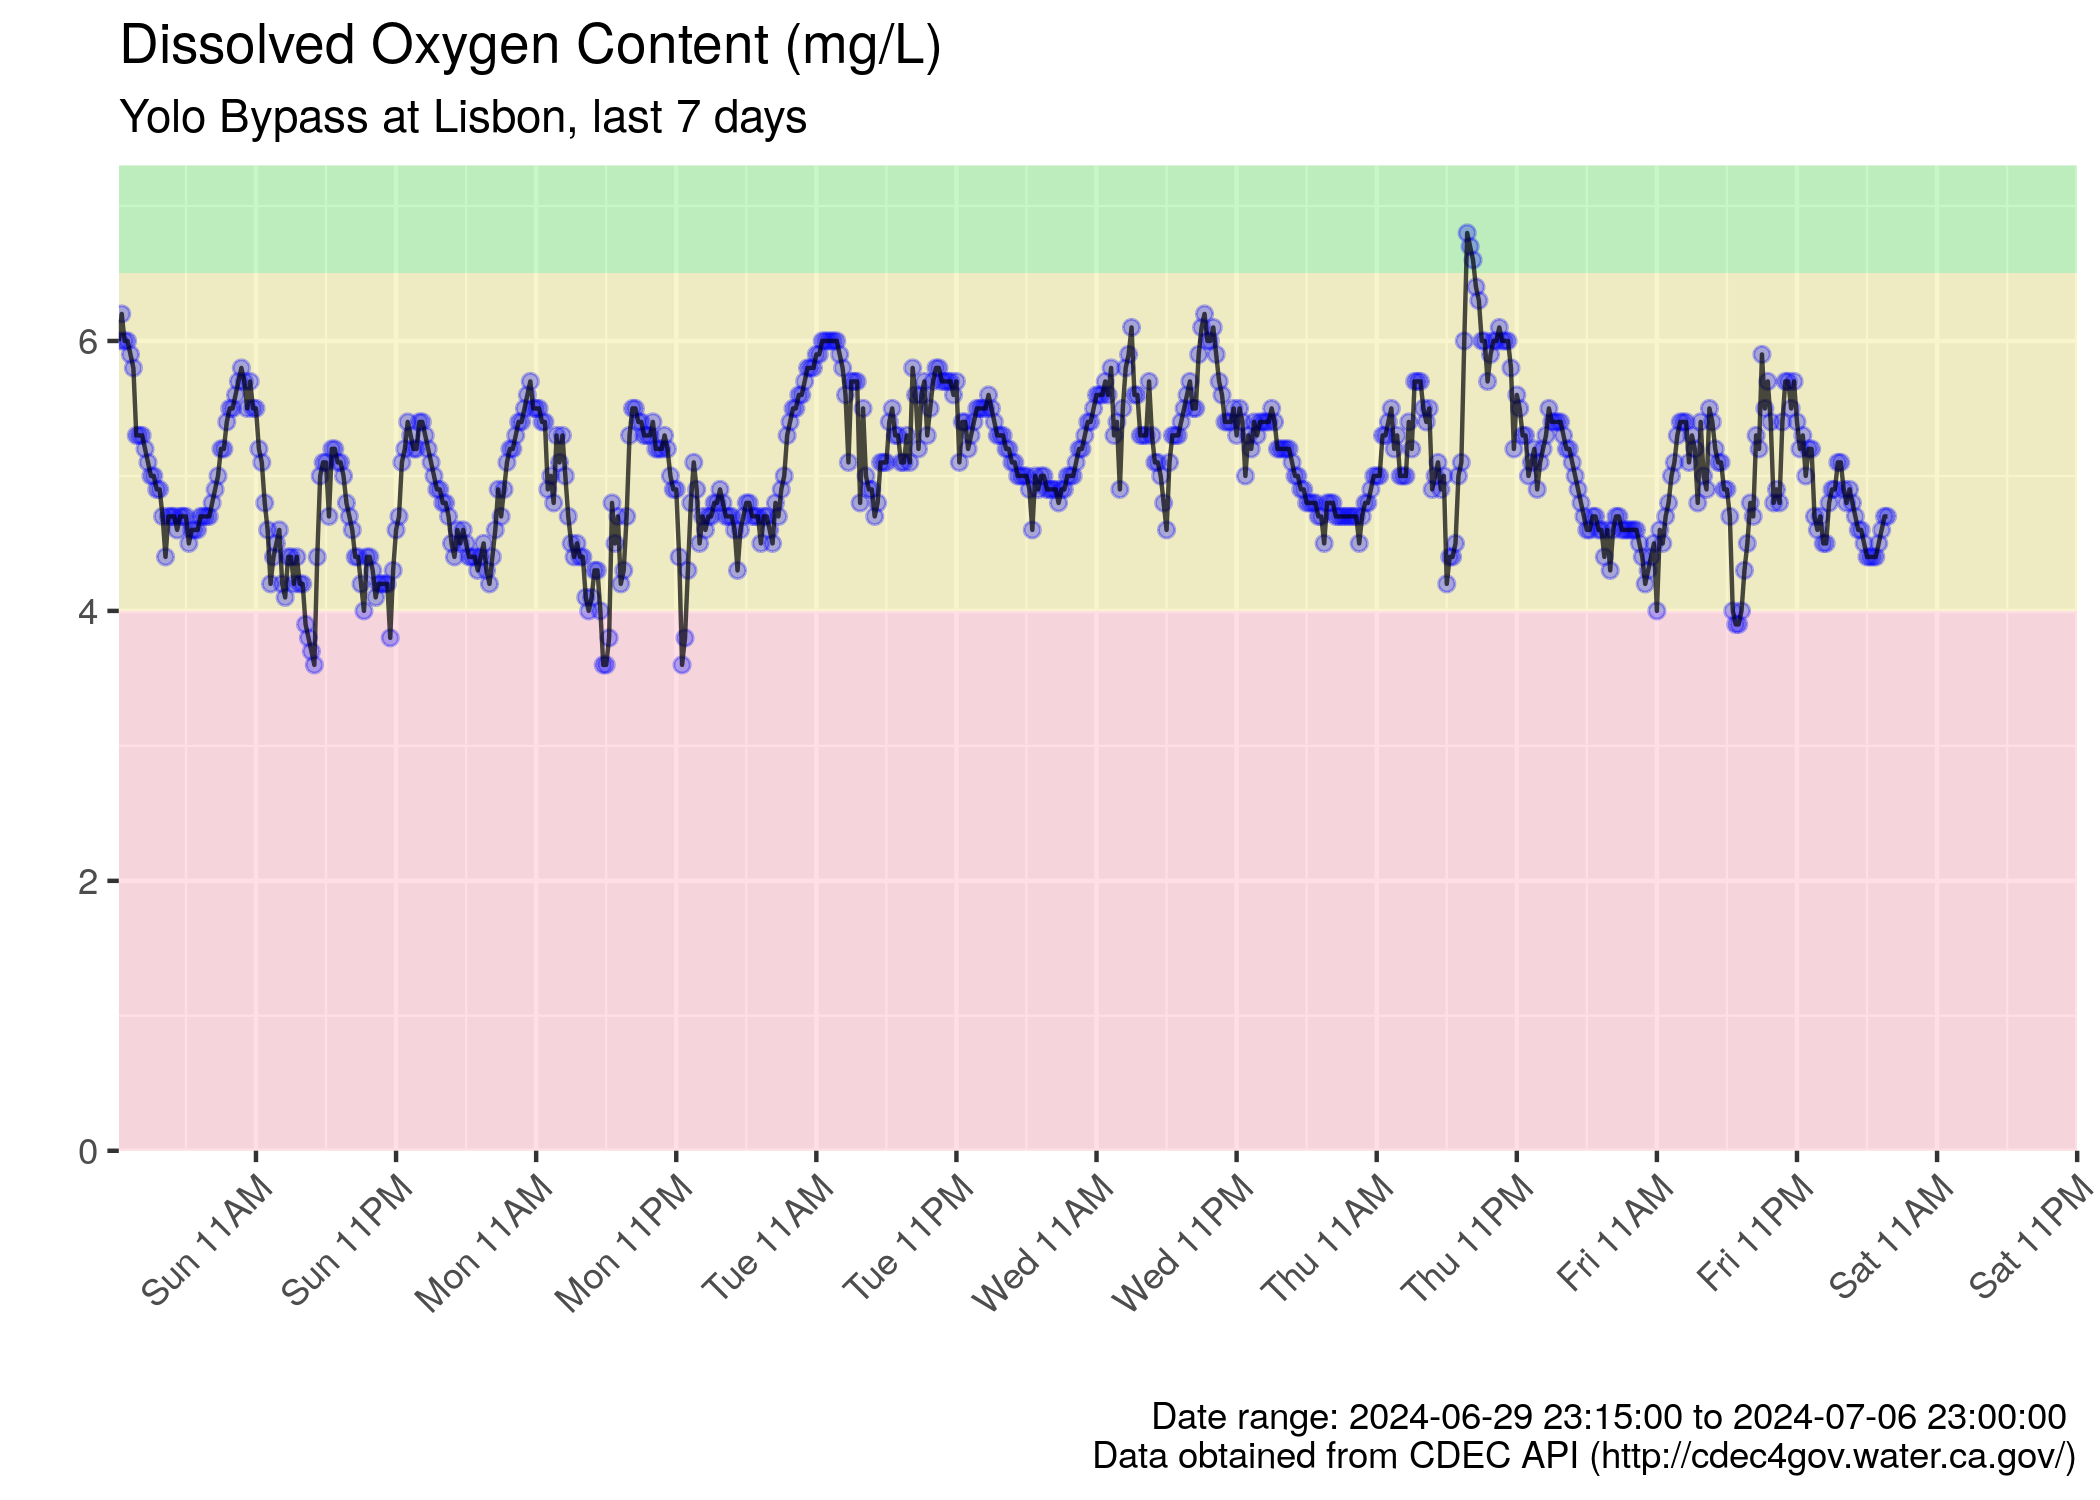 Dissolved Oxygen Content (mg/L)
Yolo Bypass at Lisbon, last 7 days
6
4
2
0
Sun 11AM
Sun 11PM
Mon 11AM
Mon 11PM
Tue 11AM
Tue 11PM
Wed 11AM
Wed 11PM
Thu 11AM
Thu 11PM
Fri 11AM
Fri 11PM
Sat 11AM
Sat 11PM
Date range: 2024-06-29 23:15:00 to 2024-07-06 23:00:00
Data obtained from CDEC API (http://cdec4gov.water.ca.gov/)